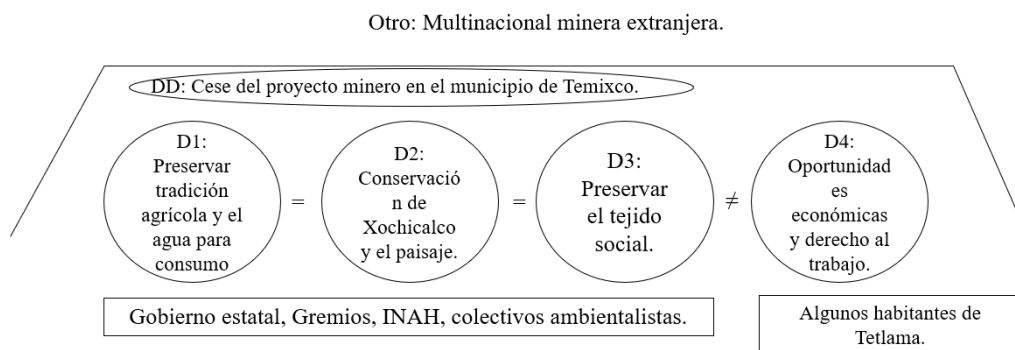 Otro: Multinacional minera extranjera.
DD: Cese del proyecto minero en el municipio de Temixco.
D1:
Preservar
tradición
agrícola y el
agua para
consumo
=
D2:
Conservació
n de
Xochicalco
y el paisaje.
=
D3:
Preservar
el tejido
social.
≠
D4:
Oportunidad
es
económicas
y derecho al
trabajo.
Gobierno estatal, Gremios, INAH, colectivos ambientalistas.
Algunos habitantes de
Tetlama.